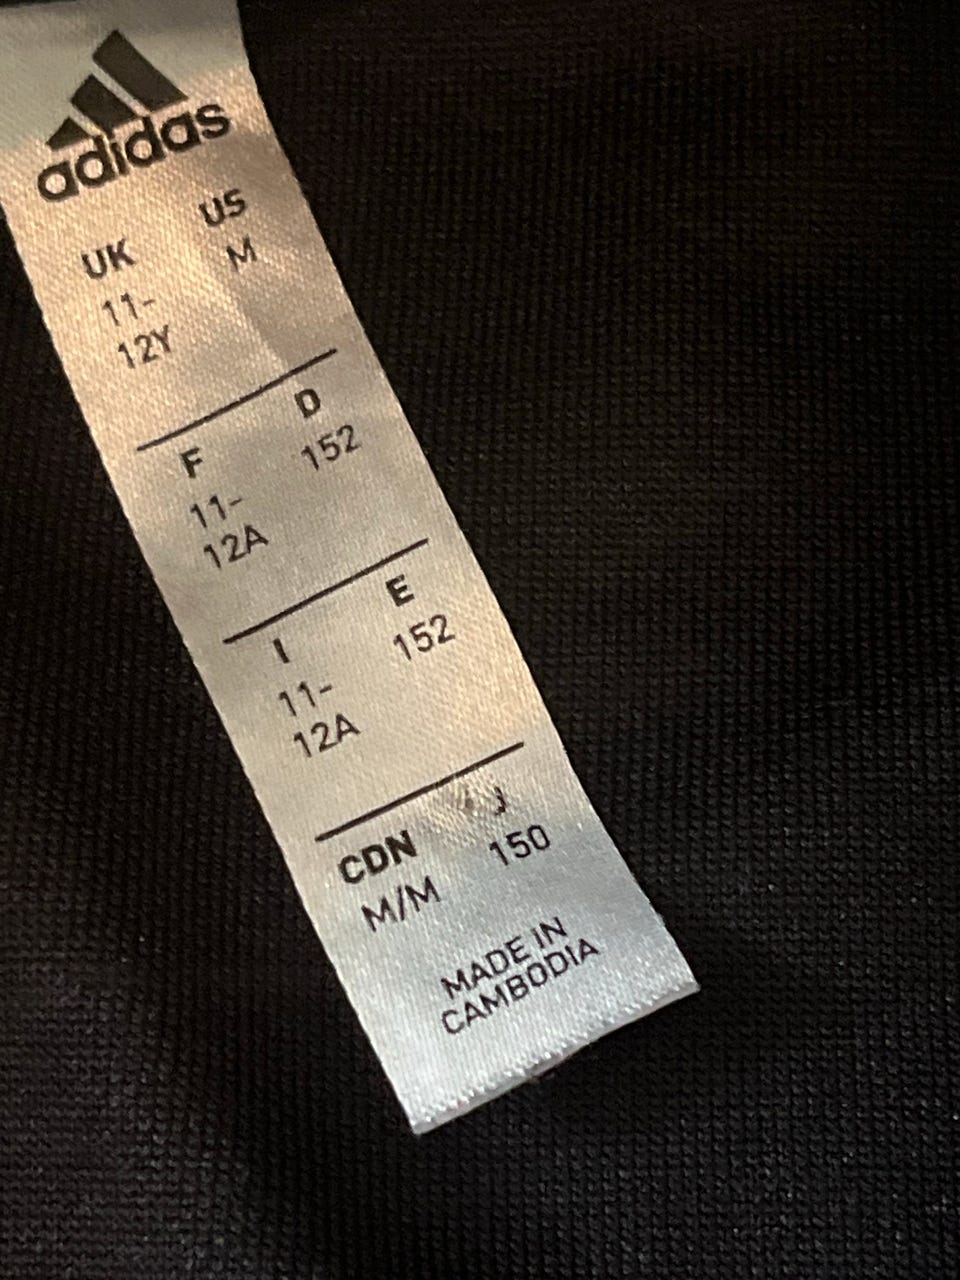 adidas
UK US
11- M
12Y
F D
11- 152
12A
I E
11- 152
12A
CDN J
M/M 150
MADE IN
CAMBODIA